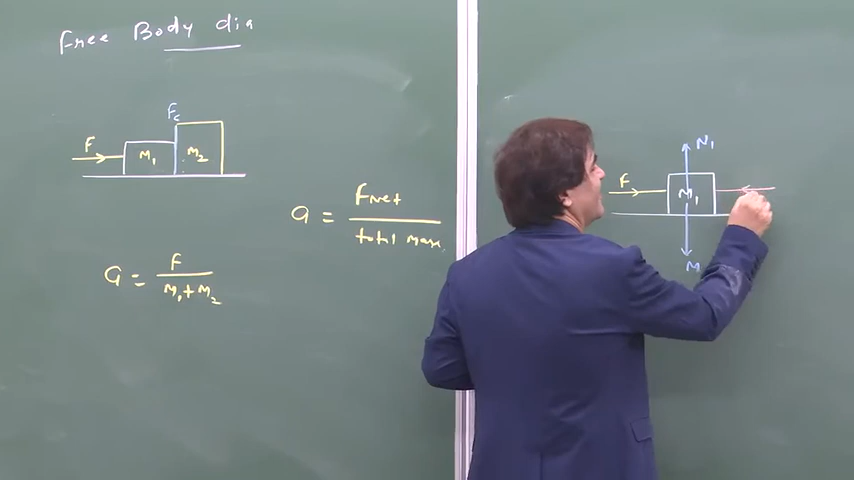 Free Body dia
Fc
F
M1
M2
a = Fnet
total mass
a = F
M1+M2
N1
F
M1
M